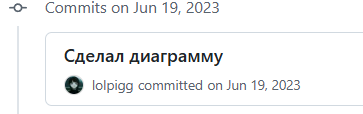 Commits on Jun 19, 2023
Сделал диаграмму
lolpigg committed on Jun 19, 2023